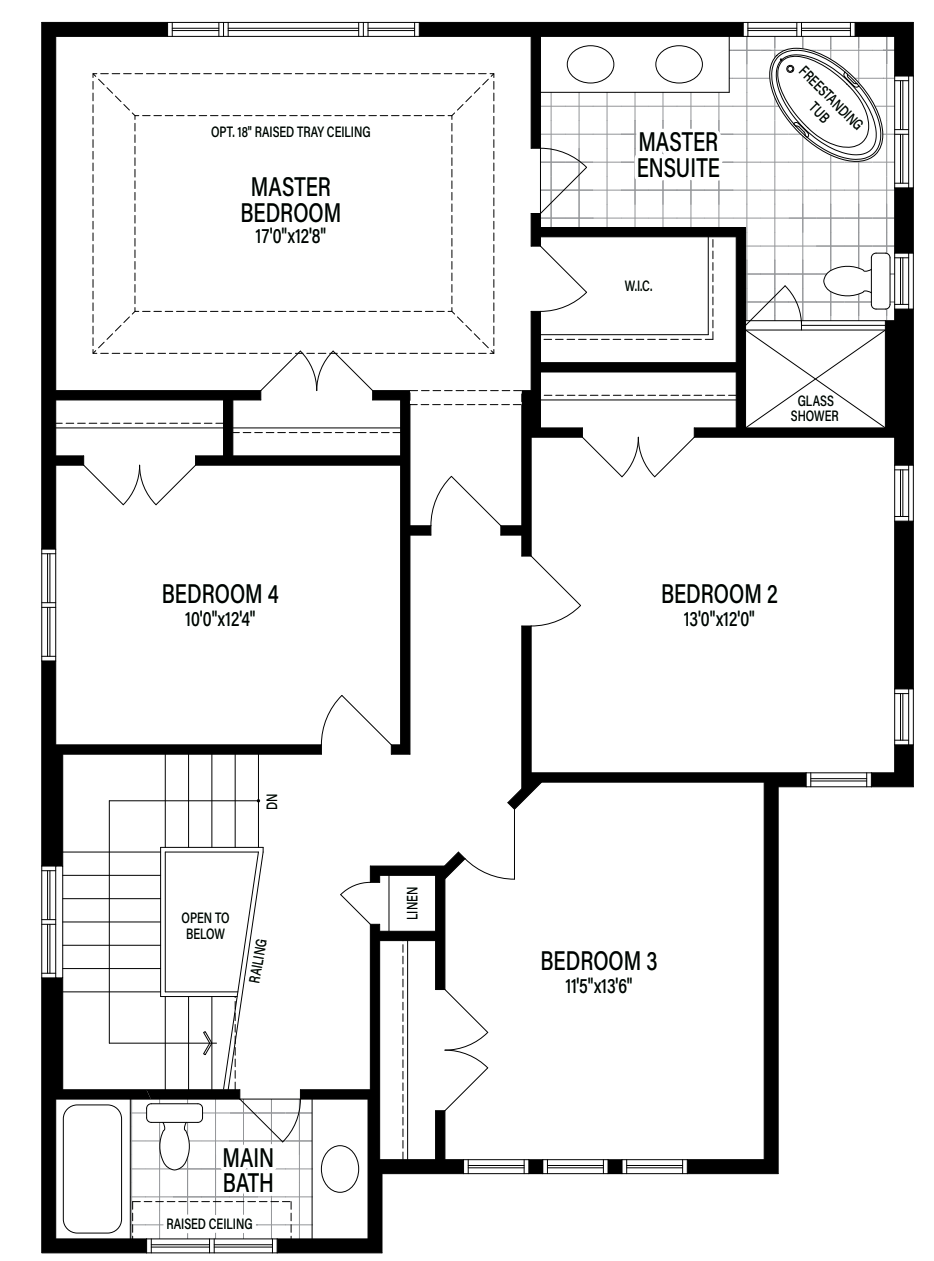 OPT. 18" RAISED TRAY CEILING
MASTER
BEDROOM
17'0"x12'8"
MASTER
ENSUITE
FREESTANDING
TUB
W.I.C.
GLASS
SHOWER
BEDROOM 4
10'0"x12'4"
BEDROOM 2
13'0"x12'0"
DN
OPEN TO
BELOW
RAILING
LINEN
BEDROOM 3
11'5"x13'6"
MAIN
BATH
RAISED CEILING